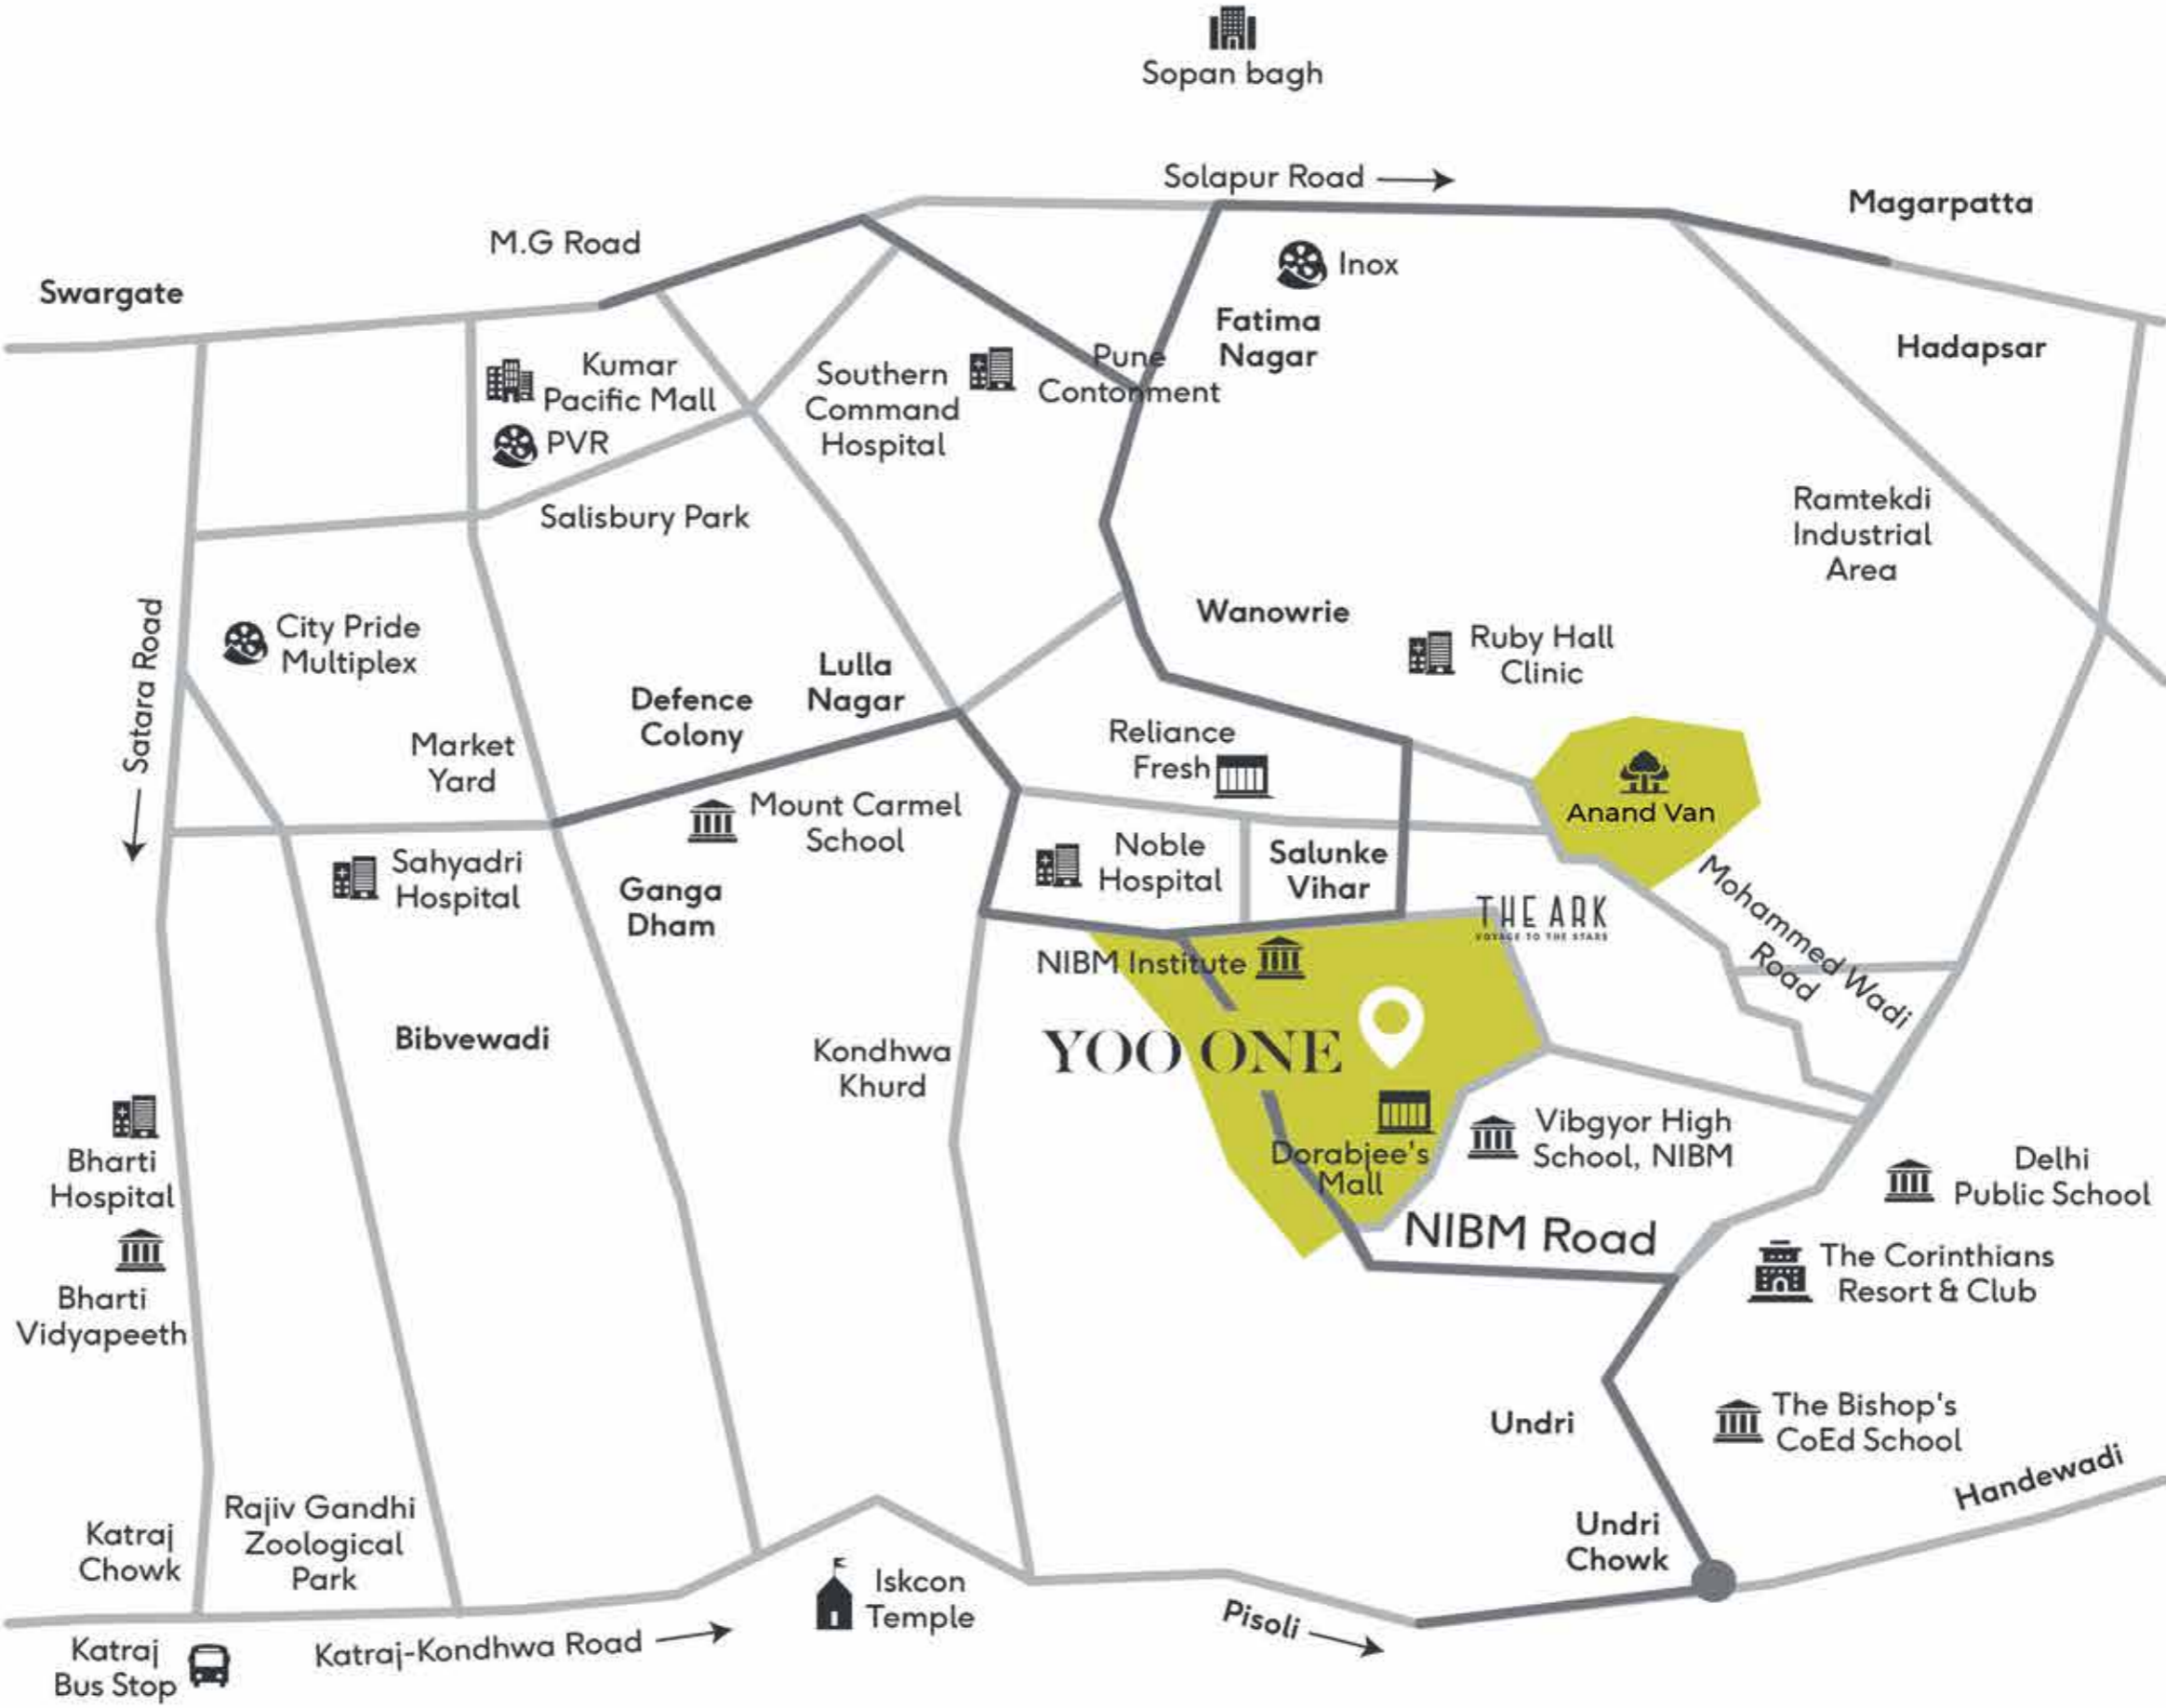 Sopan bagh
Solapur Road
Magarpatta
M.G Road
Swargate
Inox
Fatima
Nagar
Hadapsar
Kumar
Pacific Mall
PVR
Southern
Command
Hospital
Pune
Contonment
Salisbury Park
Ramtekdi
Industrial
Area
Satara Road
City Pride
Multiplex
Wanowrie
Ruby Hall
Clinic
Lulla
Nagar
Defence
Colony
Market
Yard
Reliance
Fresh
Anand Van
Mount Carmel
School
Sahyadri
Hospital
Ganga
Dham
Noble
Hospital
Salunke
Vihar
THE ARK
VOYAGE TO THE STARS
Mohammed Wadi
Road
NIBM Institute
YOO ONE
Bibvewadi
Kondhwa
Khurd
Dorabjee's
Mall
Vibgyor High
School, NIBM
Bharti
Hospital
Delhi
Public School
NIBM Road
The Corinthians
Resort & Club
Bharti
Vidyapeeth
Undri
The Bishop's
CoEd School
Handewadi
Undri
Chowk
Katraj
Chowk
Rajiv Gandhi
Zoological
Park
Iskcon
Temple
Pisoli
Katraj
Bus Stop
Katraj-Kondhwa Road